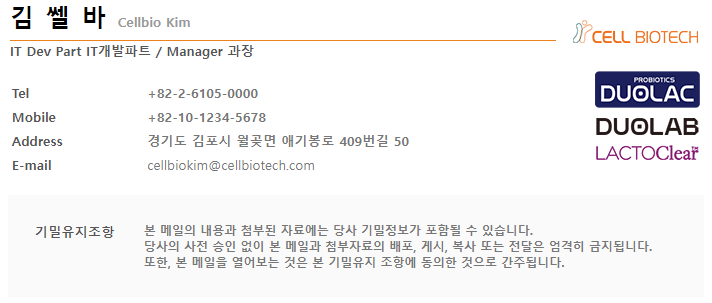 김 쎌 바 Cellbio Kim
CELL BIOTECH
IT Dev Part IT개발파트 / Manager 과장
PROBIOTICS
DUOLAC
DUOLAB
LACTOClear
Tel +82-2-6105-0000
Mobile +82-10-1234-5678
Address 경기도 김포시 월곶면 애기봉로 409번길 50
E-mail cellbiokim@cellbiotech.com
기밀유지조항 본 메일의 내용과 첨부된 자료에는 당사 기밀정보가 포함될 수 있습니다.
당사의 사전 승인 없이 본 메일과 첨부자료의 배포, 게시, 복사 또는 전달은 엄격히 금지됩니다.
또한, 본 메일을 열어보는 것은 본 기밀유지 조항에 동의한 것으로 간주됩니다.